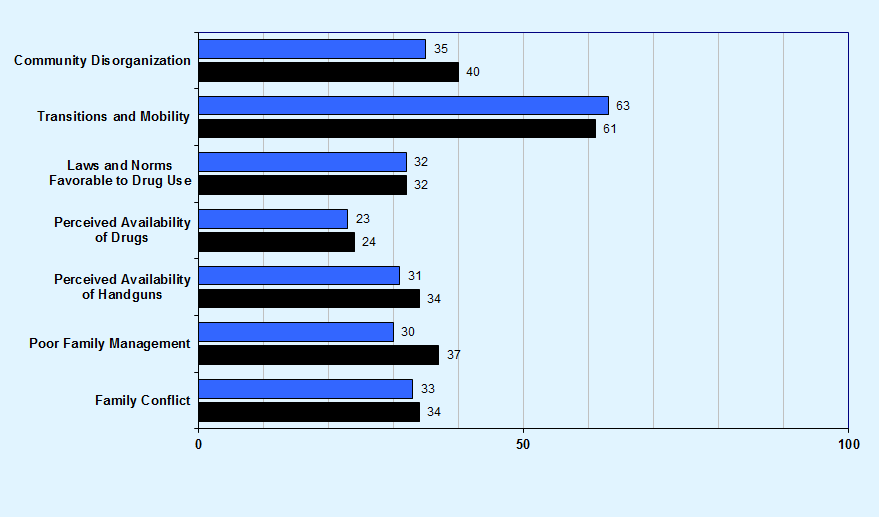 Community Disorganization
35
40
Transitions and Mobility
63
61
Laws and Norms
Favorable to Drug Use
32
32
Perceived Availability
of Drugs
23
24
Perceived Availability
of Handguns
31
34
Poor Family Management
30
37
Family Conflict
33
34
0 50 100